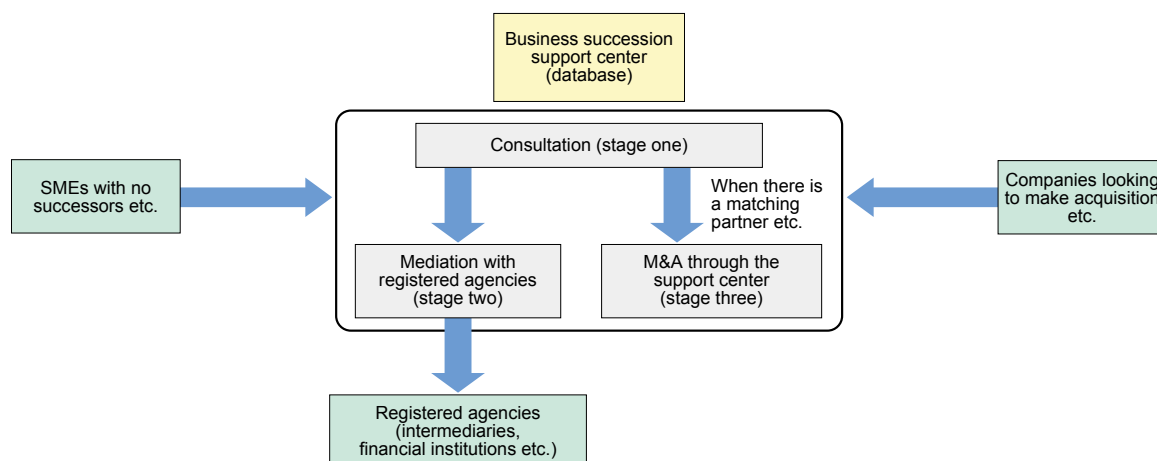 Business succession
support center
(database)
Consultation (stage one)
SMEs with no
successors etc.
When there is
a matching
partner etc.
Companies looking
to make acquisition
etc.
Mediation with
registered agencies
(stage two)
M&A through the
support center
(stage three)
Registered agencies
(intermediaries,
financial institutions etc.)